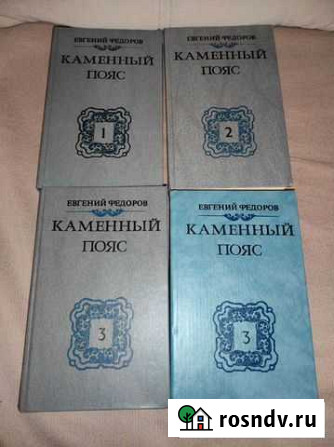 ЕВГЕНИЙ ФЕДОРОВ
КАМЕННЫЙ
ПОЯС
1
ЕВГЕНИЙ ФЕДОРОВ
КАМЕННЫЙ
ПОЯС
2
ЕВГЕНИЙ ФЕДОРОВ
КАМЕННЫЙ
ПОЯС
3
ЕВГЕНИЙ ФЕДОРОВ
КАМЕННЫЙ
ПОЯС
3
rosndv.ru